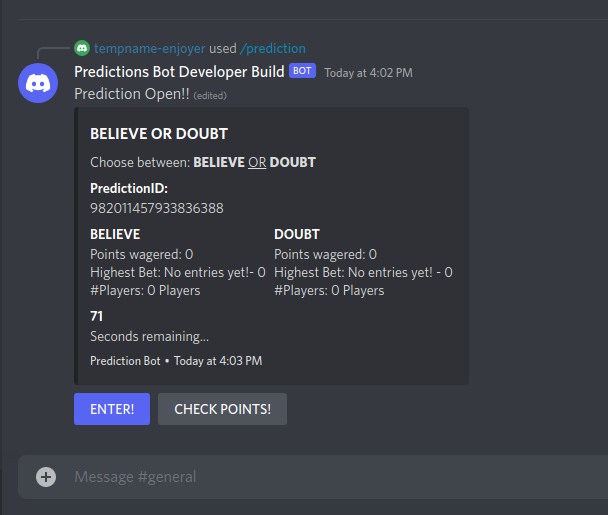 tempname-enjoyer used /prediction
Predictions Bot Developer Build BOT Today at 4:02 PM
Prediction Open!! (edited)
BELIEVE OR DOUBT
Choose between: BELIEVE OR DOUBT
PredictionID:
982011457933836388
BELIEVE DOUBT
Points wagered: 0 Points wagered: 0
Highest Bet: No entries yet!- 0 Highest Bet: No entries yet! - 0
#Players: 0 Players #Players: 0 Players
71
Seconds remaining...
Prediction Bot • Today at 4:03 PM
ENTER! CHECK POINTS!
Message #general